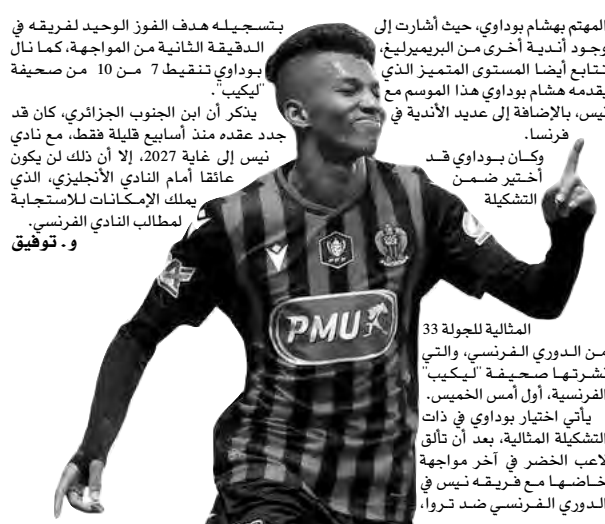 المهتم بهشام بوداوي، حيث أشارت إلى
وجود أندية أخرى من البريميرليغ،
تتابع أيضا المستوى المتميز الذي
يقدمه هشام بوداوي هذا الموسم مع
نيس، بالإضافة إلى عديد الأندية في
فرنسا.
وكان بوداوي قد
أختير ضمن
التشكيلة
المثالية للجولة 33
من الدوري الفرنسي، والتي
نشرتها صحيفة "ليكيب"
الفرنسية، أول أمس الخميس.
يأتي اختيار بوداوي في ذات
التشكيلة المثالية، بعد أن تألق
لاعب الخضر في آخر مواجهة
خاضها مع فريقه نيس في
الدوري الفرنسي ضد تروا،
بتسجيله هدف الفوز الوحيد لفريقه في
الدقيقة الثانية من المواجهة، كما نال
بوداوي تنقيط 7 من 10 من صحيفة
"ليكيب".
يذكر أن ابن الجنوب الجزائري، كان قد
جدد عقده منذ أسابيع قليلة فقط، مع نادي
نيس إلى غاية 2027، إلا أن ذلك لن يكون
عائقا أمام النادي الأنجليزي، الذي
يملك الإمكانات للاستجابة
لمطالب النادي الفرنسي.
و. توفيق
FFF
PMU